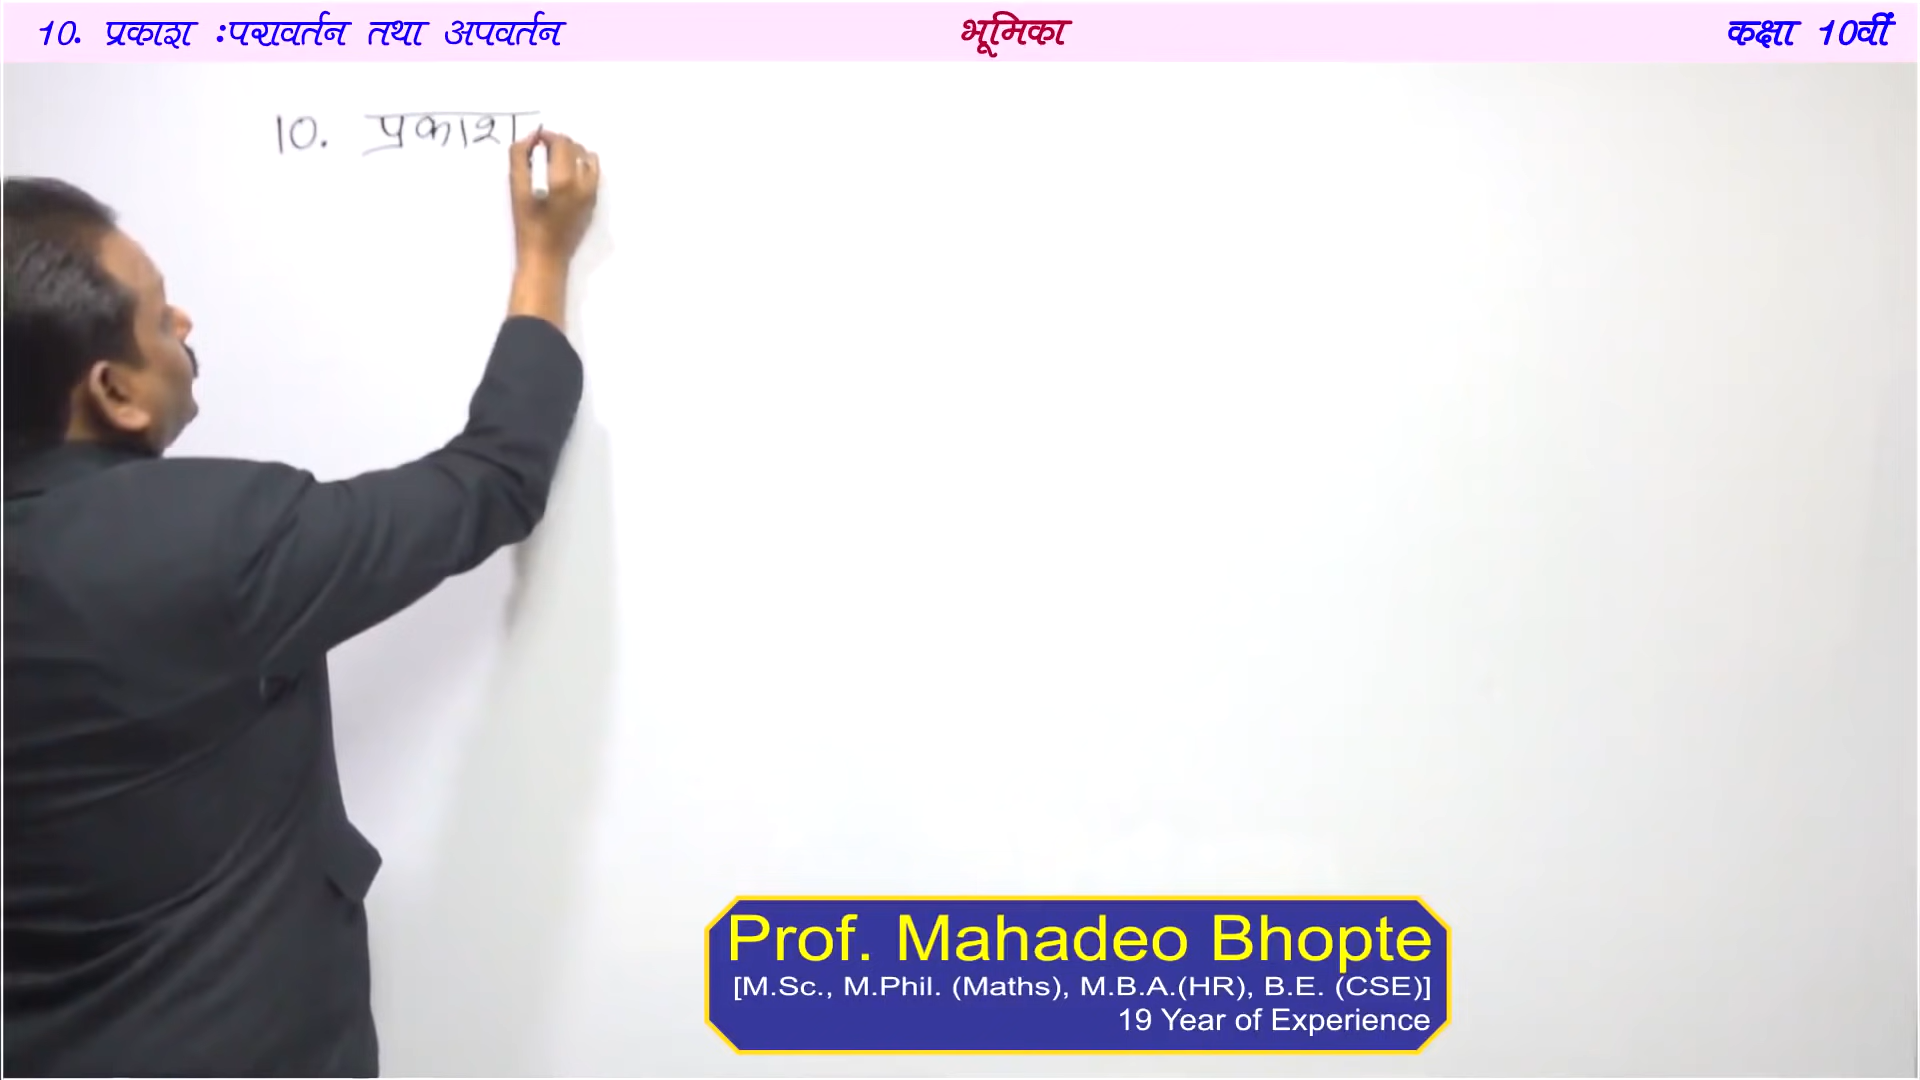 10. प्रकाश :परावर्तन तथा अपवर्तन
भूमिका
कक्षा 10वीं
10. प्रकाश
Prof. Mahadeo Bhopte
[M.Sc., M.Phil. (Maths), M.B.A.(HR), B.E. (CSE)]
19 Year of Experience